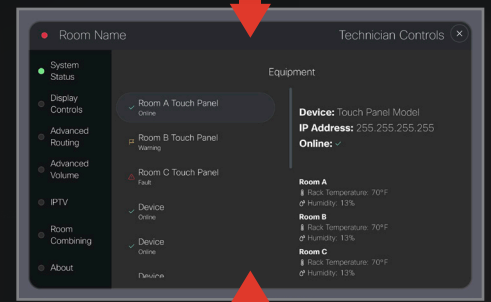 Room Name
Technician Controls
System
Status
Display
Controls
Advanced
Routing
Advanced
Volume
IPTV
Room
Combining
About
Equipment
Room A Touch Panel
Online
Room B Touch Panel
Warning
Room C Touch Panel
Fault
Device
Online
Device
Online
Device
Device: Touch Panel Model
IP Address: 255.255.255.255
Online:
Room A
Rack Temperature: 70°F
Humidity: 13%
Room B
Rack Temperature: 70°F
Humidity: 13%
Room C
Rack Temperature: 70°F
Humidity: 13%